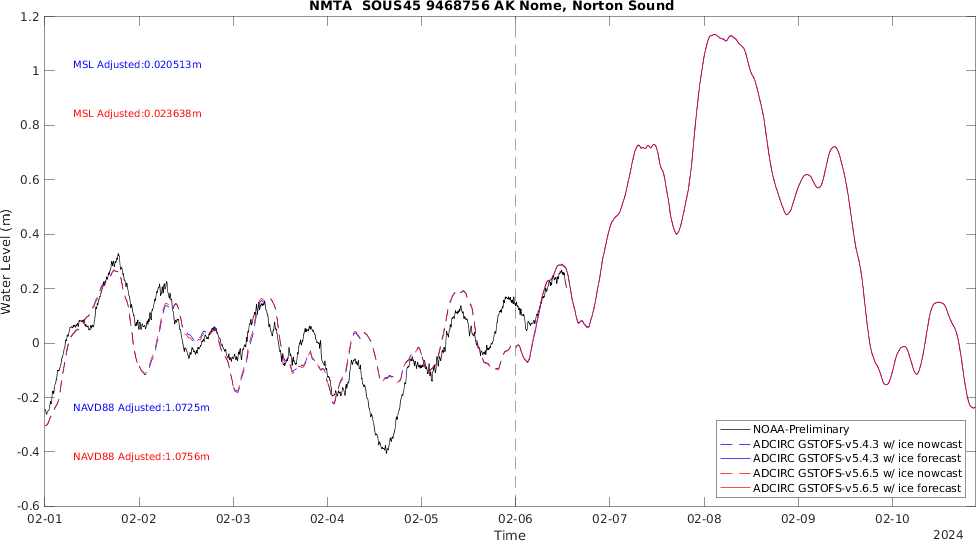 NMTA  SOUS45 9468756 AK Nome, Norton Sound
1.2
1
0.8
0.6
0.4
0.2
0
-0.2
-0.4
-0.6
Water Level (m)
MSL Adjusted:0.020513m
MSL Adjusted:0.023638m
NAVD88 Adjusted:1.0725m
NAVD88 Adjusted:1.0756m
NOAA-Preliminary
ADCIRC GSTOFS-v5.4.3 w/ ice nowcast
ADCIRC GSTOFS-v5.4.3 w/ ice forecast
ADCIRC GSTOFS-v5.6.5 w/ ice nowcast
ADCIRC GSTOFS-v5.6.5 w/ ice forecast
02-01 02-02 02-03 02-04 02-05 02-06 02-07 02-08 02-09 02-10
Time
2024